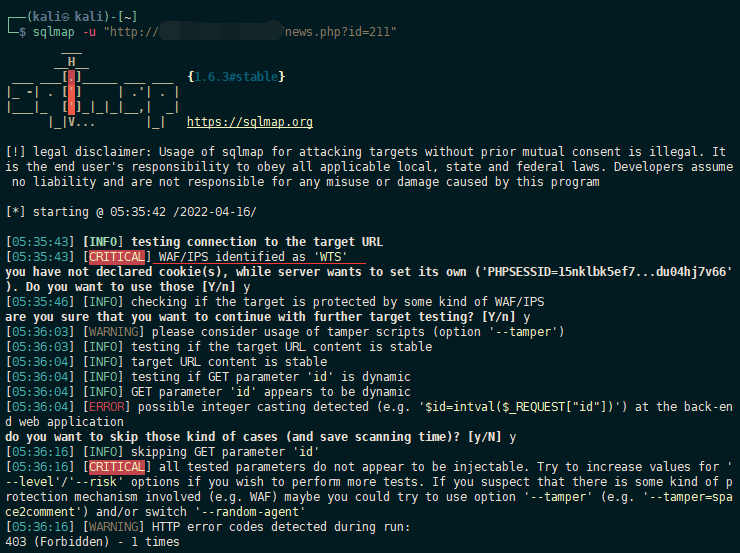 (kali㉿kali)-[~]
$ sqlmap -u "http:// /news.php?id=211"
{1.6.3#stable}
https://sqlmap.org
[!] legal disclaimer: Usage of sqlmap for attacking targets without prior mutual consent is illegal. It
is the end user's responsibility to obey all applicable local, state and federal laws. Developers assume
no liability and are not responsible for any misuse or damage caused by this program
[*] starting @ 05:35:42 /2022-04-16/
[05:35:43] [INFO] testing connection to the target URL
[05:35:43] [CRITICAL] WAF/IPS identified as 'WTS'
you have not declared cookie(s), while server wants to set its own ('PHPSESSID=15nklbk5ef7...du04hj7v66'
). Do you want to use those [Y/n] y
[05:35:46] [INFO] checking if the target is protected by some kind of WAF/IPS
are you sure that you want to continue with further target testing? [Y/n] y
[05:36:03] [WARNING] please consider usage of tamper scripts (option '--tamper')
[05:36:03] [INFO] testing if the target URL content is stable
[05:36:04] [INFO] target URL content is stable
[05:36:04] [INFO] testing if GET parameter 'id' is dynamic
[05:36:04] [INFO] GET parameter 'id' appears to be dynamic
[05:36:04] [ERROR] possible integer casting detected (e.g. '$id=intval($_REQUEST["id"])') at the back-en
d web application
do you want to skip those kind of cases (and save scanning time)? [y/N] y
[05:36:16] [INFO] skipping GET parameter 'id'
[05:36:16] [CRITICAL] all tested parameters do not appear to be injectable. Try to increase values for '
--level'/'--risk' options if you wish to perform more tests. If you suspect that there is some kind of p
rotection mechanism involved (e.g. WAF) maybe you could try to use option '--tamper' (e.g. '--tamper=spa
ce2comment') and/or switch '--random-agent'
[05:36:16] [WARNING] HTTP error codes detected during run:
403 (Forbidden) - 1 times